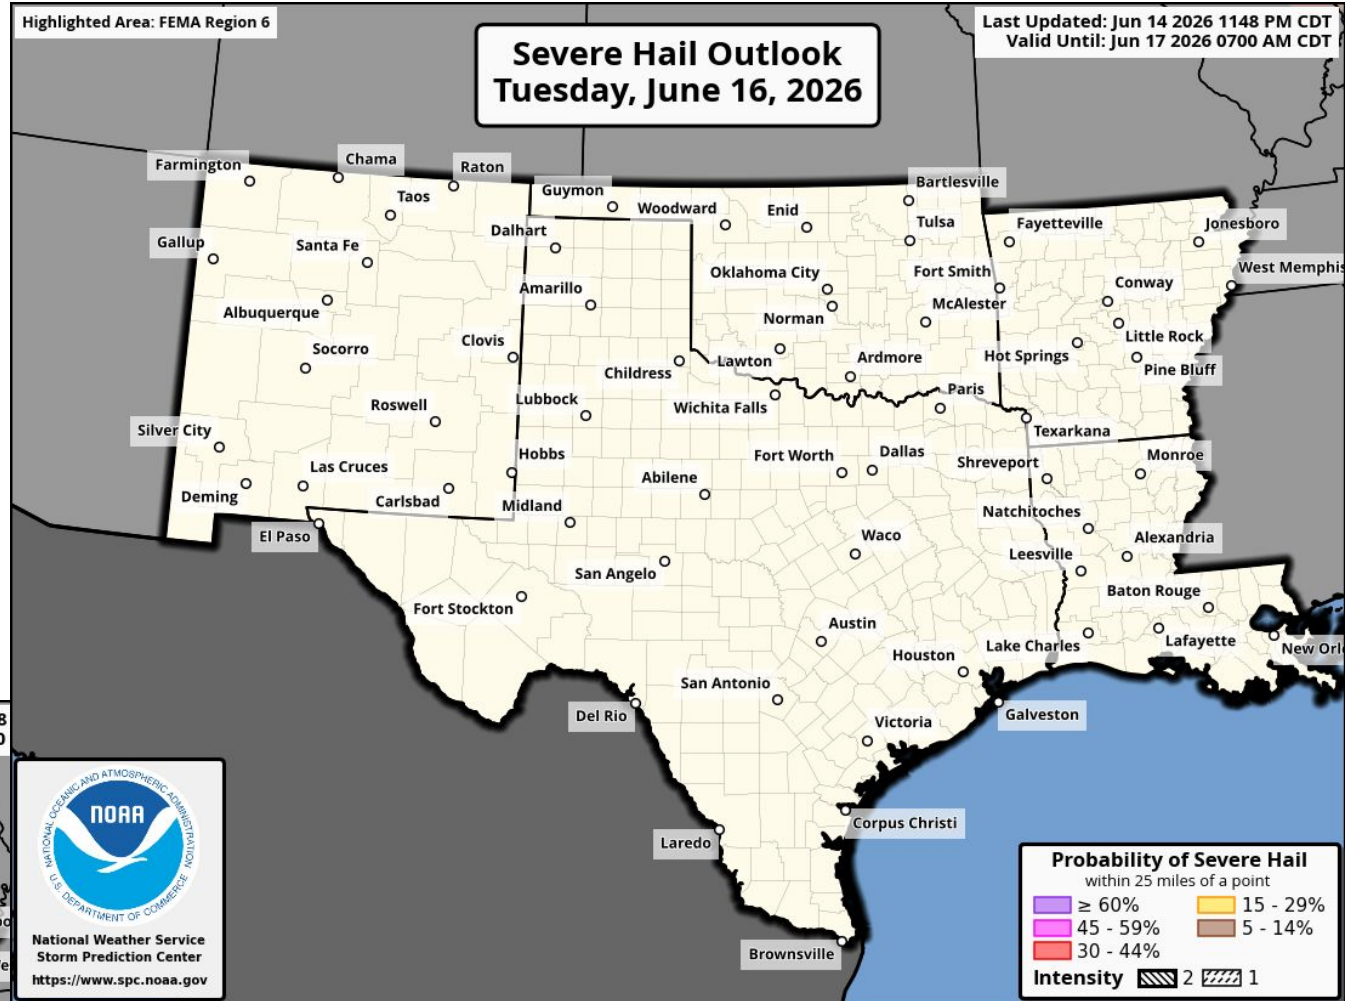 Highlighted Area: FEMA Region 6
Severe Hail Outlook
Tuesday, June 16, 2026
Last Updated: Jun 14 2026 1148 PM CDT
Valid Until: Jun 17 2026 0700 AM CDT
Farmington
Chama
Raton
Taos
Guymon
Woodward
Enid
Bartlesville
Tulsa
Fayetteville
Jonesboro
Gallup
Santa Fe
Dalhart
Oklahoma City
Fort Smith
West Memphis
Amarillo
Conway
Albuquerque
Norman
McAlester
Socorro
Clovis
Little Rock
Childress
Lawton
Ardmore
Hot Springs
Pine Bluff
Roswell
Lubbock
Wichita Falls
Paris
Silver City
Texarkana
Las Cruces
Hobbs
Fort Worth
Dallas
Shreveport
Monroe
Deming
Carlsbad
Midland
Abilene
Natchitoches
El Paso
Waco
Alexandria
San Angelo
Leesville
Fort Stockton
Baton Rouge
Austin
Lake Charles
Lafayette
New Orl
Houston
San Antonio
Del Rio
Victoria
Galveston
Laredo
Corpus Christi
Brownsville
8
0
NATIONAL OCEANIC AND ATMOSPHERIC ADMINISTRATION
NOAA
U.S. DEPARTMENT OF COMMERCE
National Weather Service
Storm Prediction Center
https://www.spc.noaa.gov
Probability of Severe Hail
within 25 miles of a point
≥ 60%
15 - 29%
45 - 59%
5 - 14%
30 - 44%
Intensity 2 1